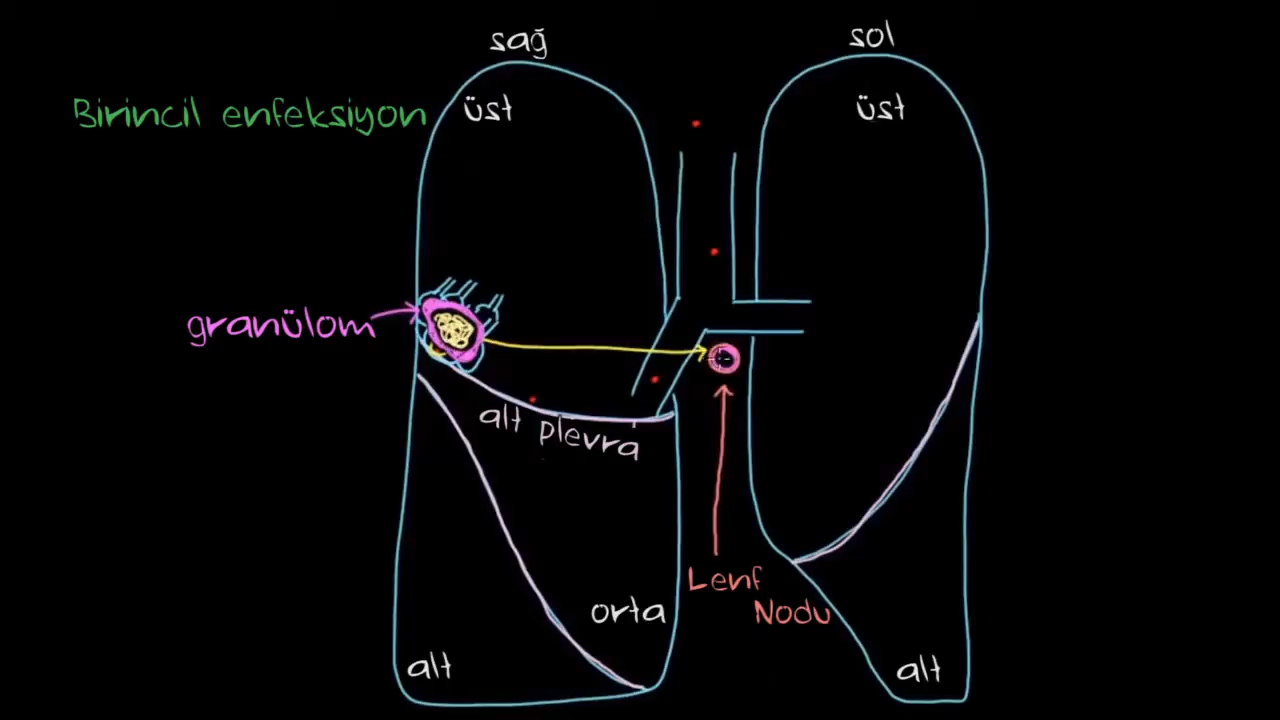 sağ
sol
Birincil enfeksiyon
üst
üst
granülom
alt plevra
Lenf
Nodu
orta
alt
alt